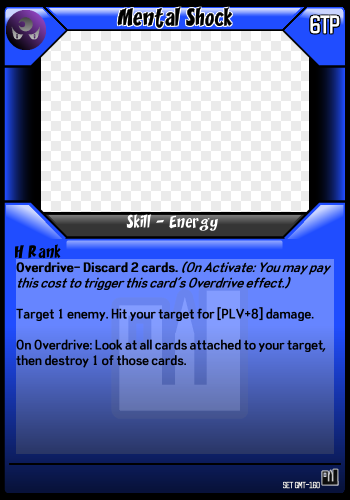 Mental Shock
6TP
Skill - Energy
H Rank
Overdrive- Discard 2 cards. (On Activate: You may pay
this cost to trigger this card's Overdrive effect.)
Target 1 enemy. Hit your target for [PLV+8] damage.
On Overdrive: Look at all cards attached to your target,
then destroy 1 of those cards.
SET GMT-160